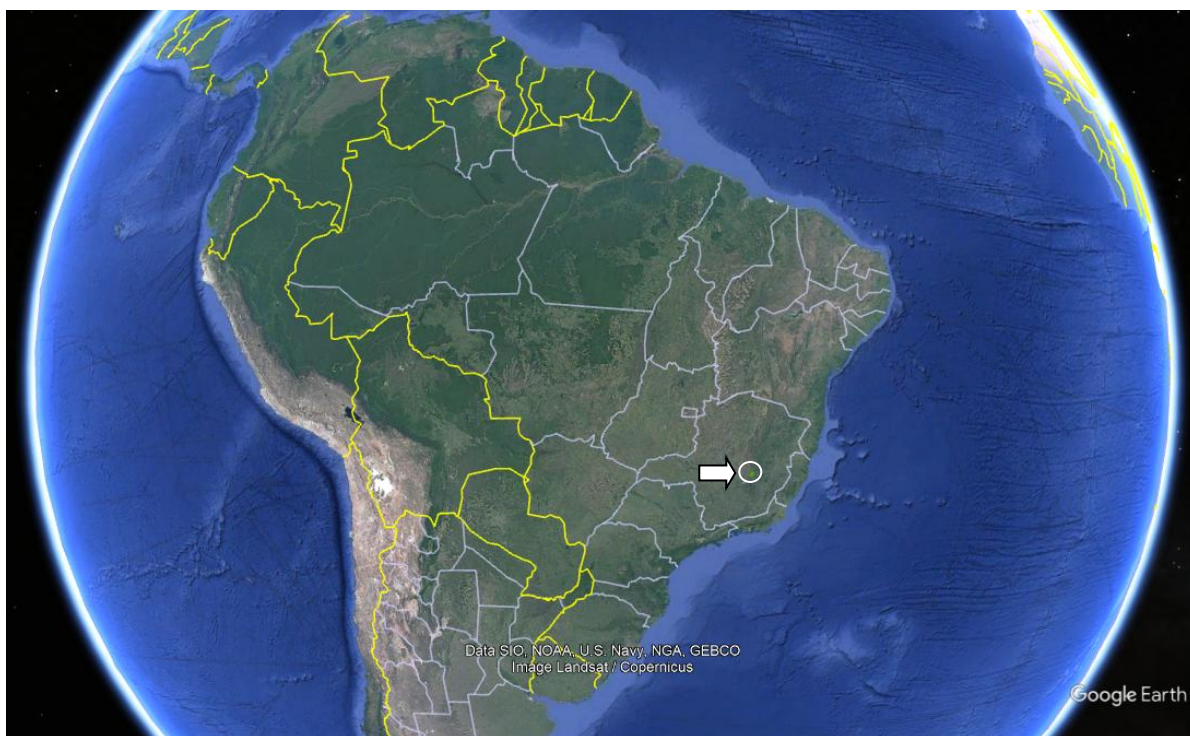 Data SIO, NOAA, U.S. Navy, NGA, GEBCO
Image Landsat / Copernicus
Google Earth